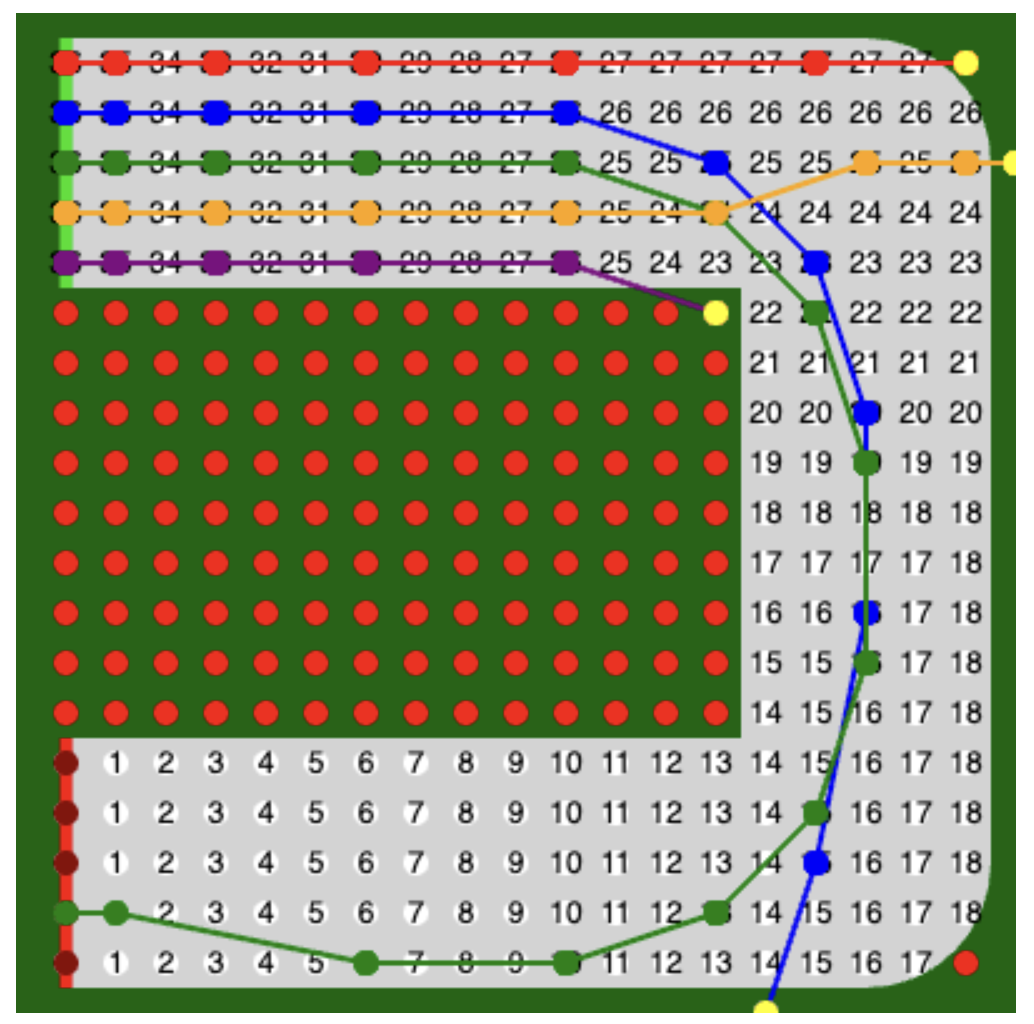 34 32 31 29 28 27 27 27 27 27 27 27
34 32 31 29 28 27 26 26 26 26 26 26 26 26
34 32 31 29 28 27 25 25 25 25 25
34 32 31 29 28 27 25 24 24 24 24 24 24
34 32 31 29 28 27 25 24 23 23 23 23 23
22 22 22 22
21 21 21 21 21
20 20 20 20
19 19 19 19
18 18 18 18 18
17 17 17 17 18
16 16 17 18
15 15 17 18
14 15 16 17 18
1 2 3 4 5 6 7 8 9 10 11 12 13 14 15 16 17 18
1 2 3 4 5 6 7 8 9 10 11 12 13 14 16 17 18
1 2 3 4 5 6 7 8 9 10 11 12 13 14 16 17 18
2 3 4 5 6 7 8 9 10 11 12 14 15 16 17 18
1 2 3 4 5 7 8 9 11 12 13 14 15 16 17